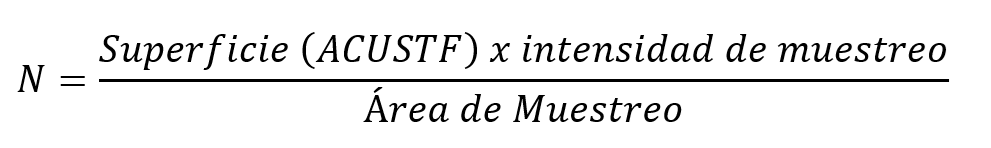 Superficie (ACUSTF) x intensidad de muestreo
N =
Área de Muestreo